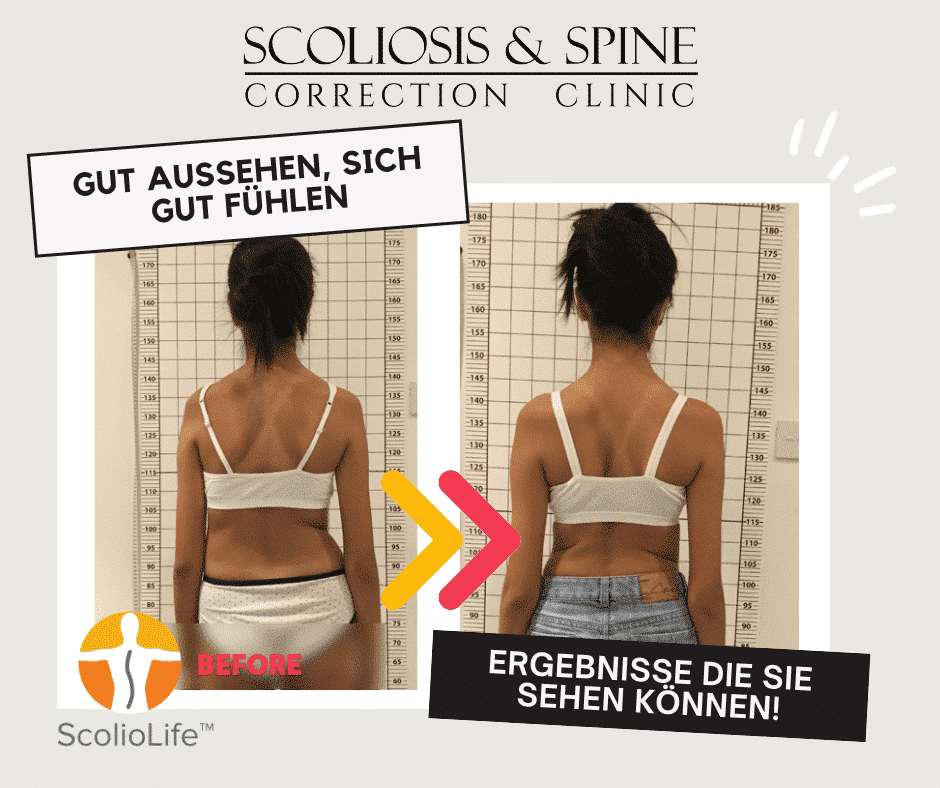 SCOLIOSIS & SPINE
CORRECTION CLINIC
GUT AUSSEHEN, SICH
GUT FÜHLEN
BEFORE
ScolioLife™
ERGEBNISSE DIE SIE
SEHEN KÖNNEN!